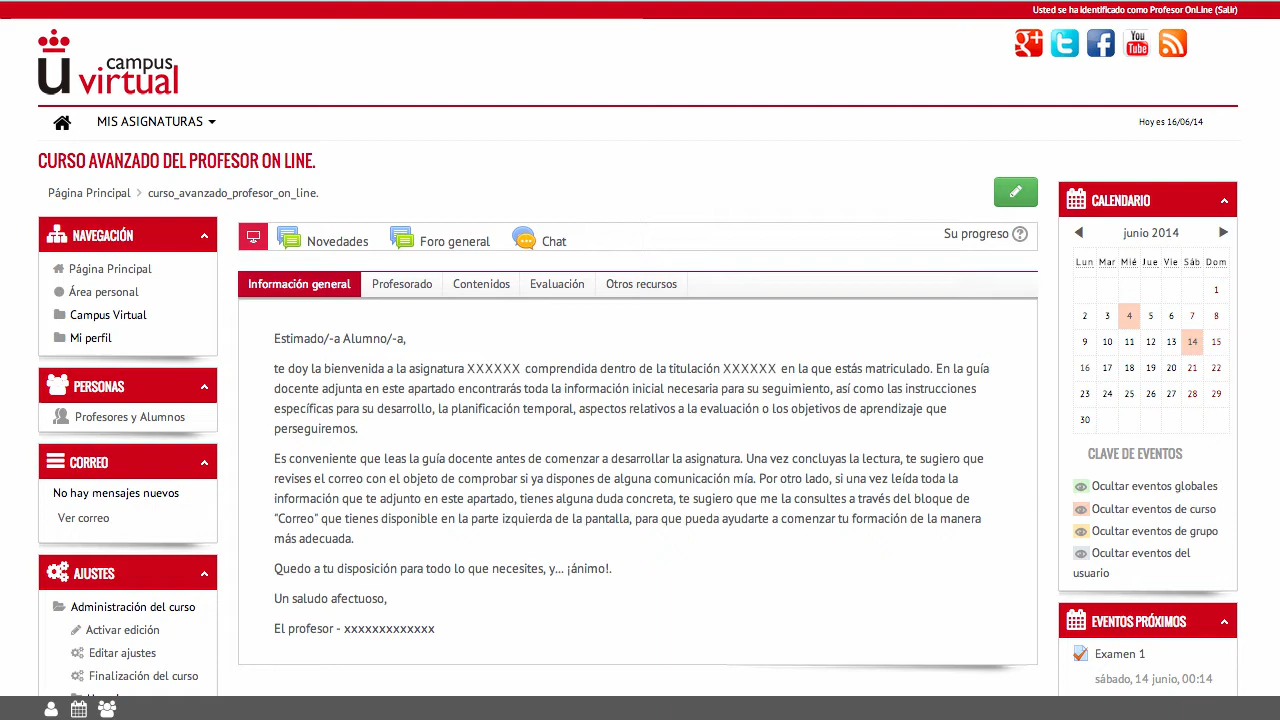 Usted se ha identificado como Profesor OnLine (Salir)
campus
virtual
You
Tube
MIS ASIGNATURAS
Hoy es 16/06/14
CURSO AVANZADO DEL PROFESOR ON LINE.
Página Principal
curso_avanzado_profesor_on_line.
NAVEGACIÓN
Página Principal
Área personal
Campus Virtual
Mi perfil
PERSONAS
Profesores y Alumnos
CORREO
No hay mensajes nuevos
Ver correo
AJUSTES
Administración del curso
Activar edición
Editar ajustes
Finalización del curso
Novedades
Foro general
Chat
Su progreso
Información general
Profesorado
Contenidos
Evaluación
Otros recursos
Estimado/-a Alumno/-a,
te doy la bienvenida a la asignatura XXXXXX comprendida dentro de la titulación XXXXXX en la que estás matriculado. En la guía
docente adjunta en este apartado encontrarás toda la información inicial necesaria para su seguimiento, así como las instrucciones
específicas para su desarrollo, la planificación temporal, aspectos relativos a la evaluación o los objetivos de aprendizaje que
perseguiremos.
Es conveniente que leas la guía docente antes de comenzar a desarrollar la asignatura. Una vez concluyas la lectura, te sugiero que
revises el correo con el objeto de comprobar si ya dispones de alguna comunicación mía. Por otro lado, si una vez leída toda la
información que te adjunto en este apartado, tienes alguna duda concreta, te sugiero que me la consultes a través del bloque de
"Correo" que tienes disponible en la parte izquierda de la pantalla, para que pueda ayudarte a comenzar tu formación de la manera
más adecuada.
Quedo a tu disposición para todo lo que necesites, y... ¡ánimo!.
Un saludo afectuoso,
El profesor - xxxxxxxxxxxxx
CALENDARIO
junio 2014
Lun Mar Mié Jue Vie Sáb Dom
1
2 3 4 5 6 7 8
9 10 11 12 13 14 15
16 17 18 19 20 21 22
23 24 25 26 27 28 29
30
CLAVE DE EVENTOS
Ocultar eventos globales
Ocultar eventos de curso
Ocultar eventos de grupo
Ocultar eventos del
usuario
EVENTOS PRÓXIMOS
Examen 1
sábado, 14 junio, 00:14